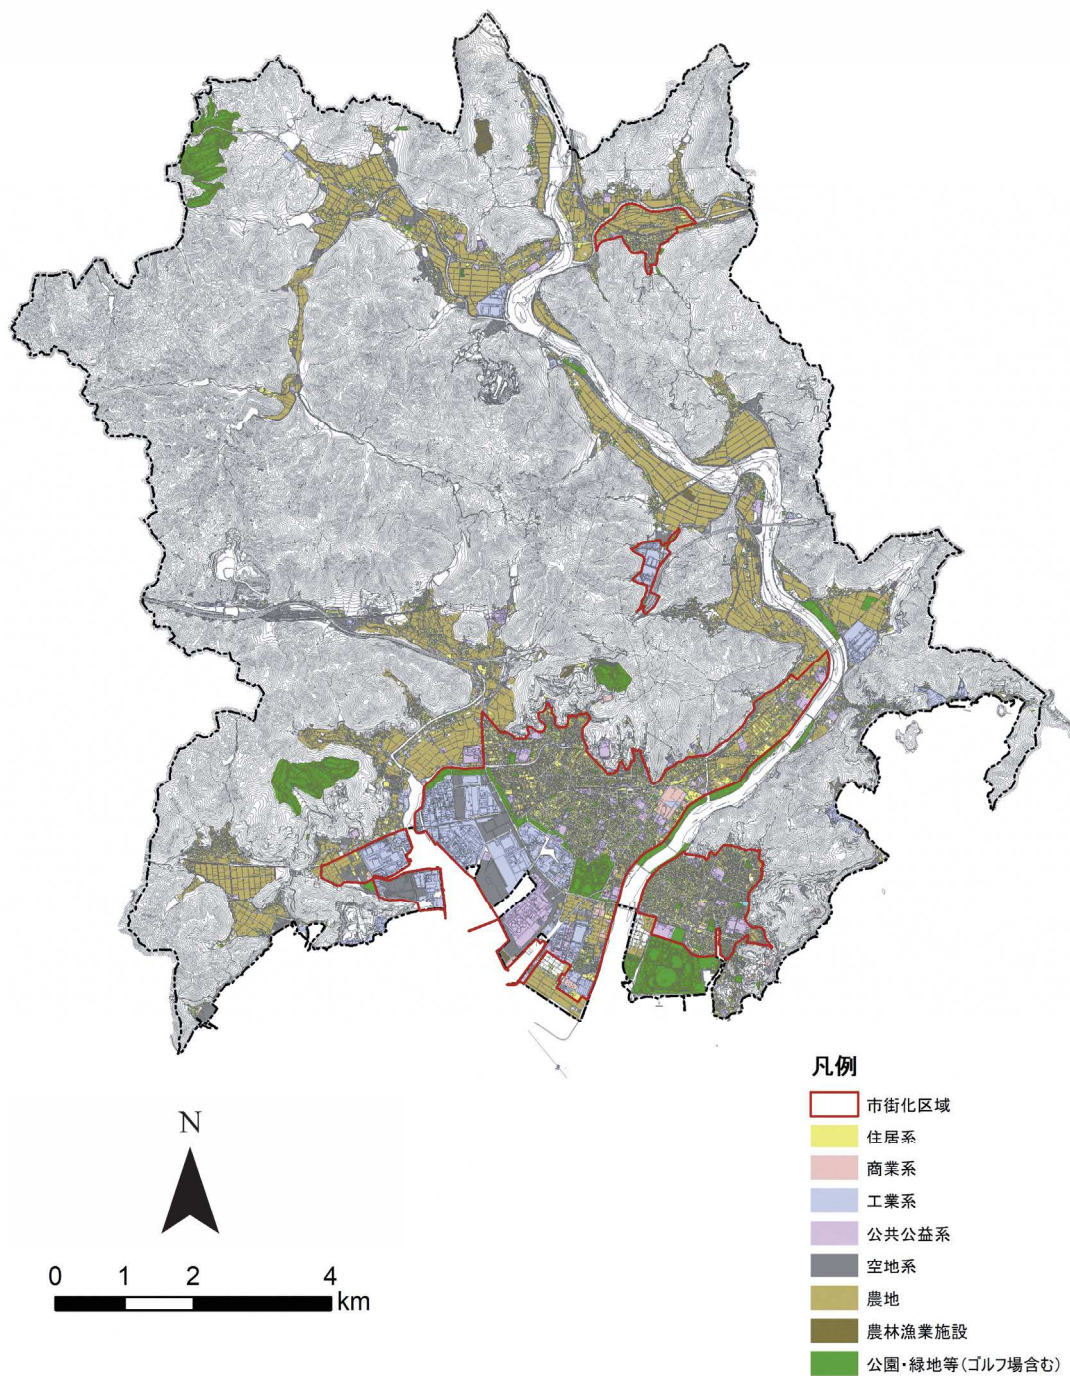 凡例
市街化区域
住居系
商業系
工業系
公共公益系
空地系
農地
農林漁業施設
公園・緑地等(ゴルフ場含む)
N
0 1 2 4
km